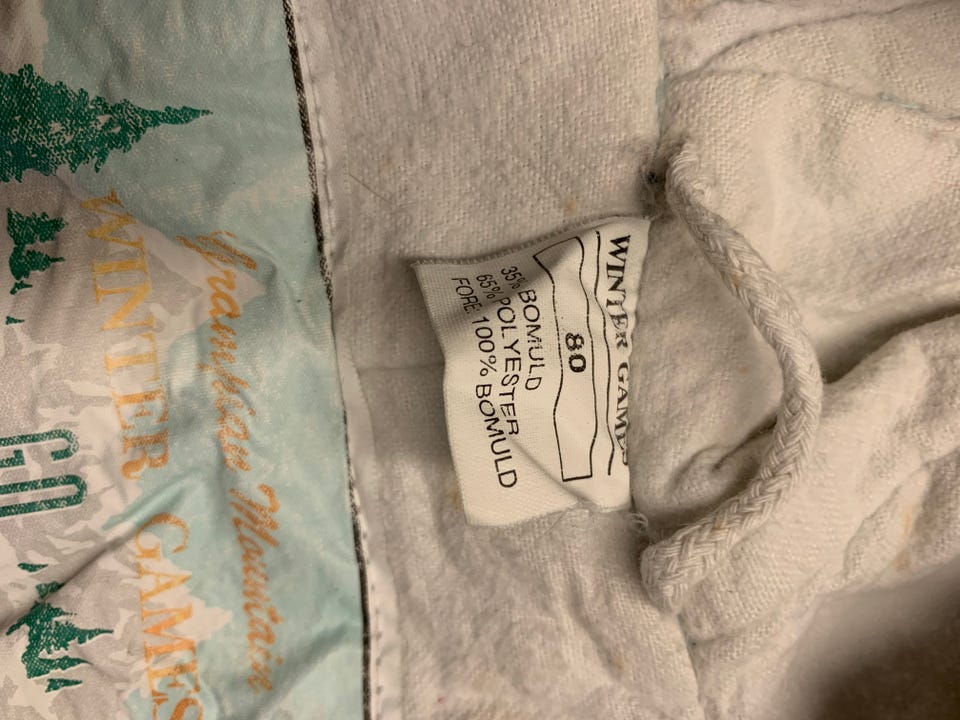 WINTER GAMES
80
35% BOMULD
65% POLYESTER
FOER: 100% BOMULD
Mountain
WINTER GAMES
GO